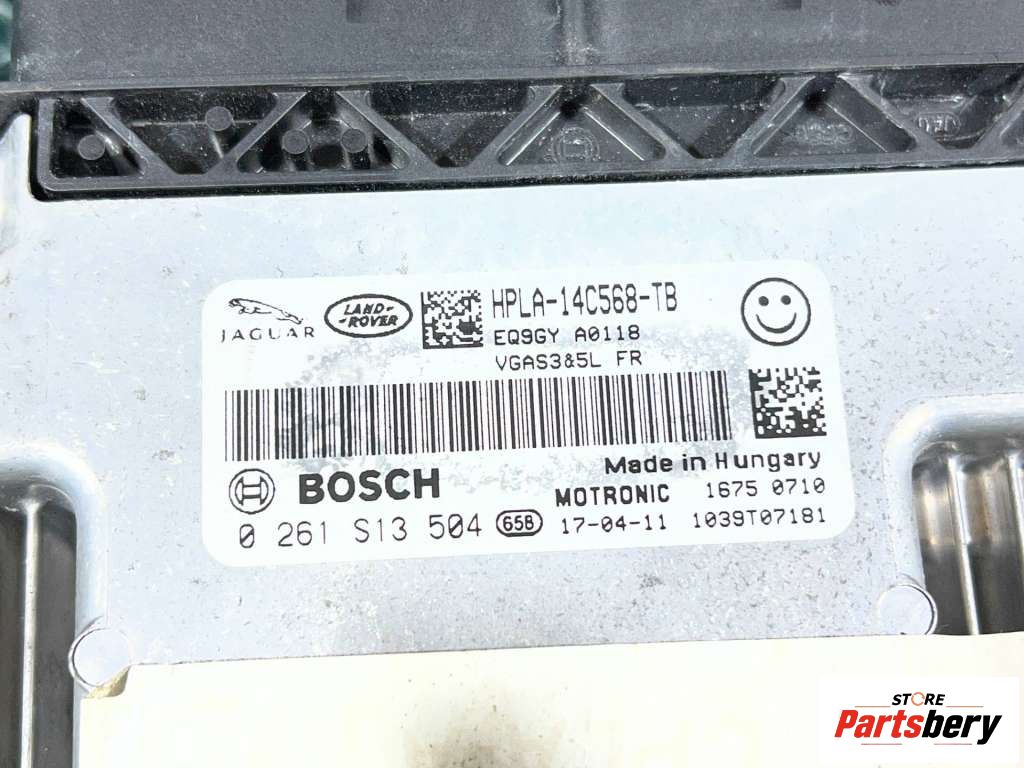 JAGUAR
LAND-
-ROVER
HPLA-14C568-TB
EQ9GY A0118
VGAS3&5L FR
Made in Hungary
BOSCH
MOTRONIC 1675 0710
0 261 S13 504 658 17-04-11 1039T07181
STORE
Partsbery